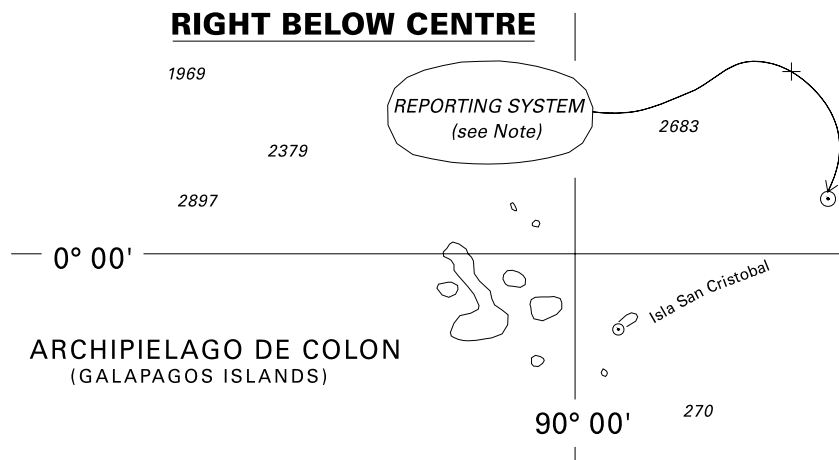 RIGHT BELOW CENTRE
1969
REPORTING SYSTEM
(see Note)
2683
2379
2897
0° 00'
Isla San Cristobal
ARCHIPIELAGO DE COLON
(GALAPAGOS ISLANDS)
270
90° 00'